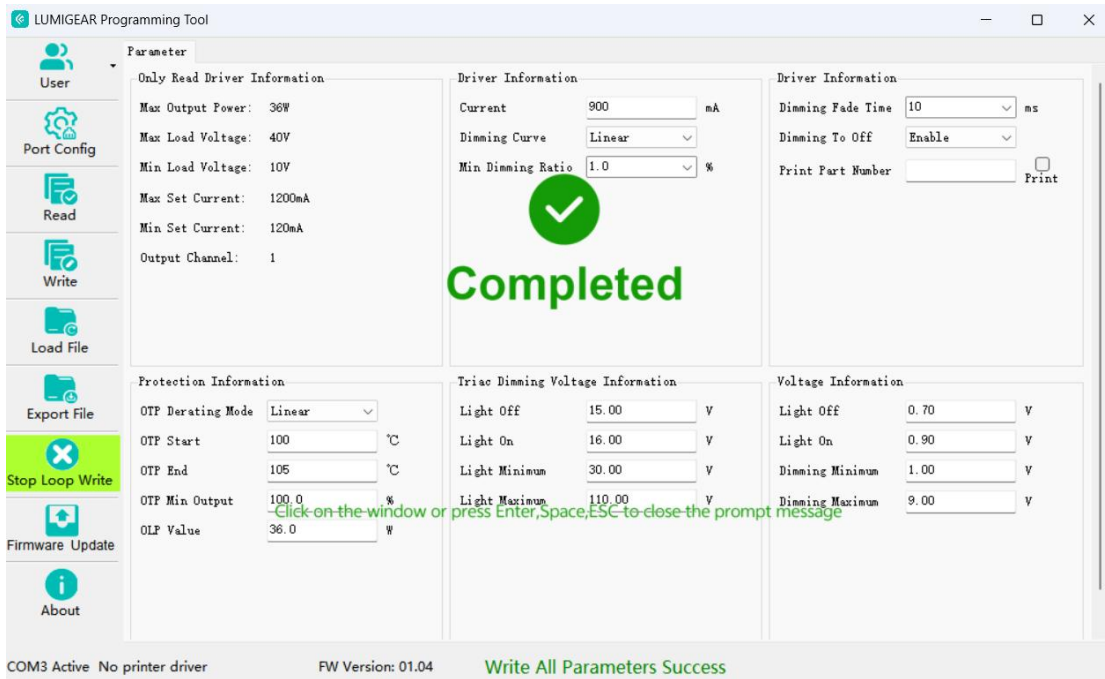 LUMIGEAR Programming Tool
User
Port Config
Read
Write
Load File
Export File
Stop Loop Write
Firmware Update
About
Parameter
Only Read Driver Information
Max Output Power: 36W
Max Load Voltage: 40V
Min Load Voltage: 10V
Max Set Current: 1200mA
Min Set Current: 120mA
Output Channel: 1
Driver Information
Current 900 mA
Dimming Curve Linear
Min Dimming Ratio 1.0 %
Driver Information
Dimming Fade Time 10 ms
Dimming To Off Enable
Print Part Number Print
Completed
Protection Information
OTP Derating Mode Linear
OTP Start 100 ℃
OTP End 105 ℃
OTP Min Output 100.0 %
OLP Value 36.0 W
Triac Dimming Voltage Information
Light Off 15.00 V
Light On 16.00 V
Light Minimum 30.00 V
Light Maximum 110.00 V
Voltage Information
Light Off 0.70 V
Light On 0.90 V
Dimming Minimum 1.00 V
Dimming Maximum 9.00 V
Click on the window or press Enter,Space,ESC to close the prompt message
COM3 Active No printer driver FW Version: 01.04 Write All Parameters Success